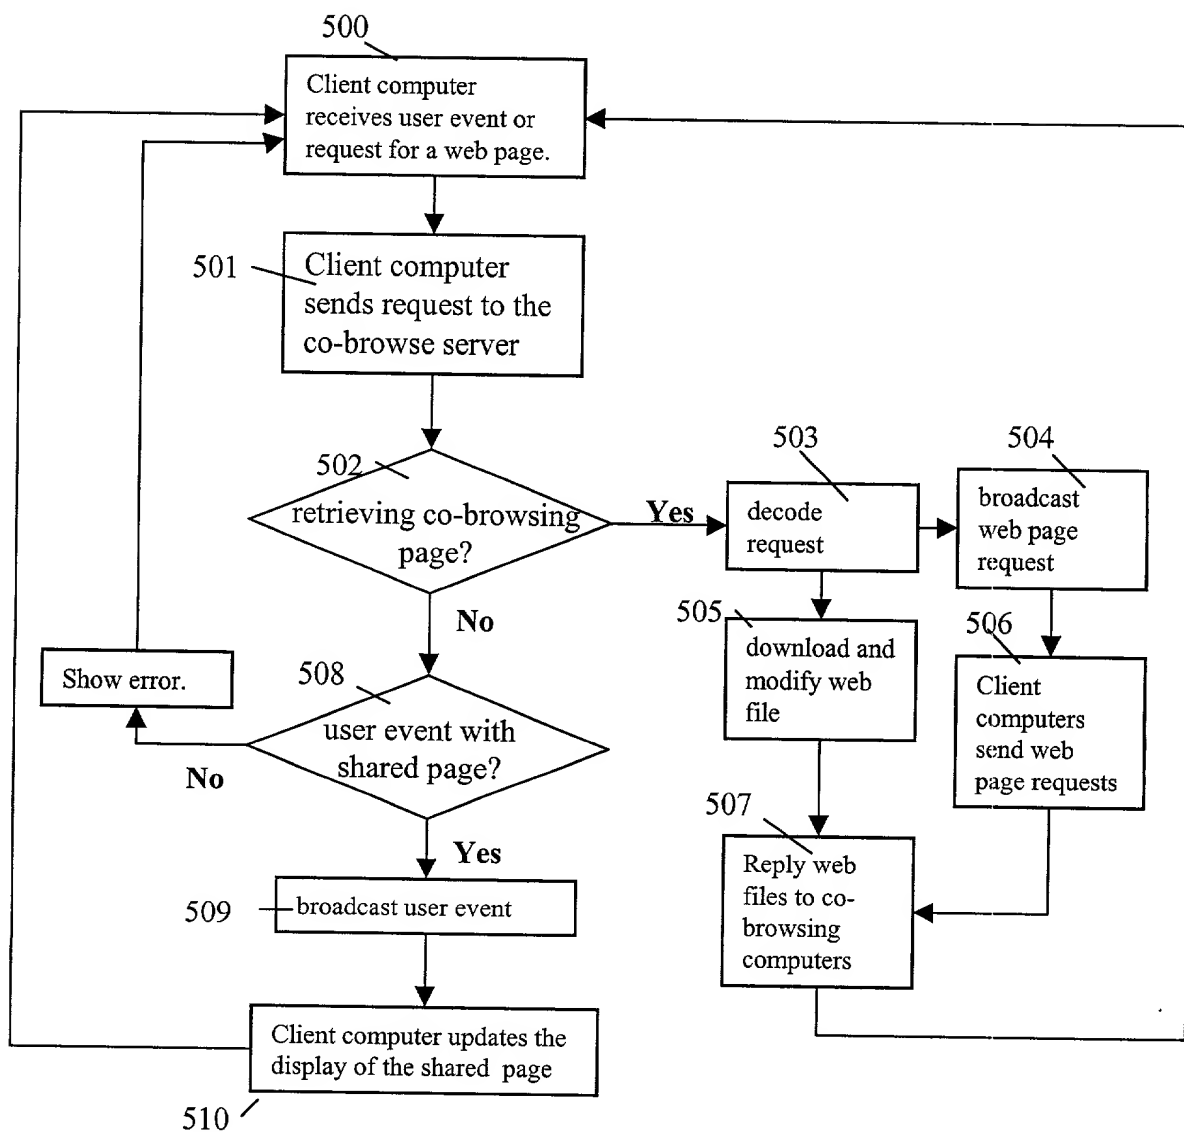 500
Client computer
receives user event or
request for a web page.
501
Client computer
sends request to the
co-browse server
502
retrieving co-browsing
page?
Yes
503
decode
request
504
broadcast
web page
request
No
505
download and
modify web
file
506
Client
computers
send web
page requests
Show error.
508
user event with
shared page?
No
Yes
507
Reply web
files to co-
browsing
computers
509
broadcast user event
Client computer updates the
display of the shared page
510